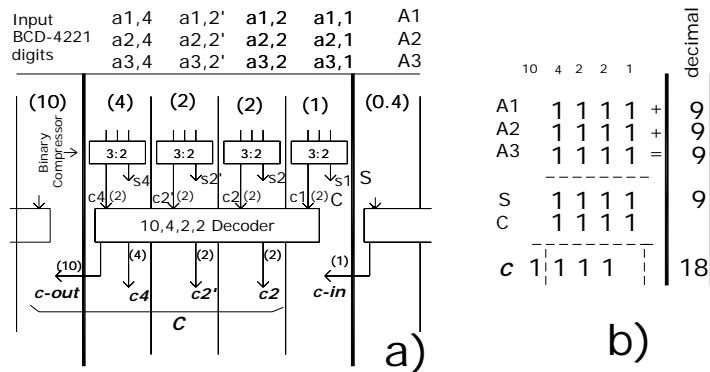 Input a1,4 a1,2' a1,2 a1,1 A1
BCD-4221 a2,4 a2,2' a2,2 a2,1 A2
digits a3,4 a3,2' a3,2 a3,1 A3
(10) (4) (2) (2) (1) (0.4)
Binary
Compressor
3:2 3:2 3:2 3:2
s4 s2' s2 s1 S
c4 (2) c2' (2) c2 (2) c1 (2) C
10,4,2,2 Decoder
(10) (4) (2) (2) (1)
c-out c4 c2' c2 c-in
C
a)
decimal
10 4 2 2 1
A1 1 1 1 1 + 9
A2 1 1 1 1 + 9
A3 1 1 1 1 = 9
S 1 1 1 1 9
C 1 1 1 1
c 1 1 1 1 18
b)